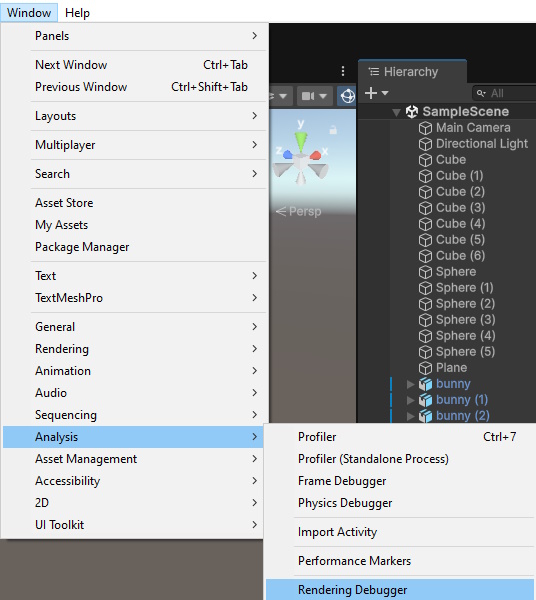 Window Help
Panels
Next Window Ctrl+Tab
Previous Window Ctrl+Shift+Tab
Layouts
Multiplayer
Search
Asset Store
My Assets
Package Manager
Text
TextMeshPro
General
Rendering
Animation
Audio
Sequencing
Analysis
Asset Management
Accessibility
2D
UI Toolkit
Profiler Ctrl+7
Profiler (Standalone Process)
Frame Debugger
Physics Debugger
Import Activity
Performance Markers
Rendering Debugger
y
z
x
Persp
Hierarchy
All
SampleScene
Main Camera
Directional Light
Cube
Cube (1)
Cube (2)
Cube (3)
Cube (4)
Cube (5)
Cube (6)
Sphere
Sphere (1)
Sphere (2)
Sphere (3)
Sphere (4)
Sphere (5)
Plane
bunny
bunny (1)
bunny (2)